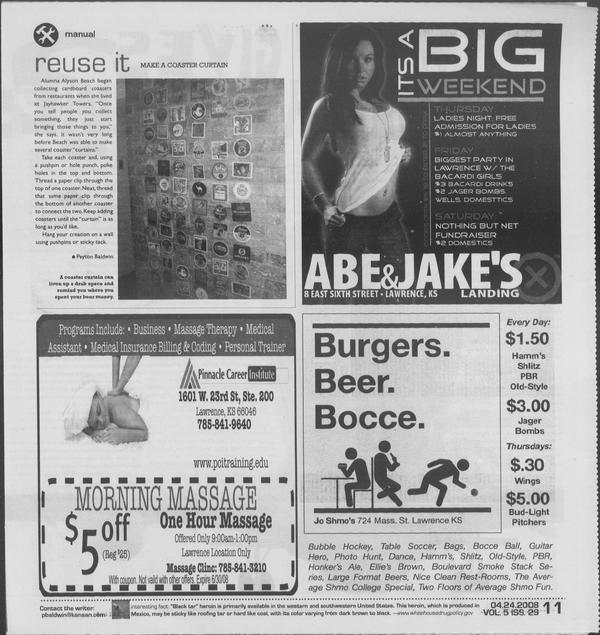 manual
reuse it
MAKE A COASTER CURTAIN
Alumna Alyson Beach began
collecting cardboard coasters
from restaurants when she lived
at Jayhawker Towers. "Once
you tell people you collect
something, they just start
bringing those things to you,"
she says. It wasn't very long
before Beach was able to make
several coaster "curtains."
Take each coaster and, using
a pushpin or hole punch, poke
holes in the top and bottom.
Thread a paper clip through the
top of one coaster. Next, thread
that same paper clip through
the bottom of another coaster
to connect the two. Keep adding
coasters until the "curtain" is as
long as you'd like.
Hang your creation on a wall
using pushpins or sticky tack.
Peyton Baldwin
A coaster curtain can
liven up a drab space and
remind you where you
spent your beer money.
IT'S A
BIG
WEEKEND
THURSDAY:
LADIES NIGHT: FREE
ADMISSION FOR LADIES
$1 ALMOST ANYTHING
FRIDAY:
BIGGEST PARTY IN
LAWRENCE W/ THE
BACARDI GIRLS
$3 BACARDI DRINKS
$2 JAGER BOMBS,
WELLS, DOMESTTICS
SATURDAY:
NOTHING BUT NET
FUNDRAISER
$2 DOMESTICS
ABE&JAKE'S
8 EAST SIXTH STREET • LAWRENCE, KS
LANDING
Programs Include: • Business • Massage Therapy • Medical
Assistant • Medical Insurance Billing & Coding • Personal Trainer
Pinnacle Career Institute
1601 W. 23rd St, Ste. 200
Lawrence, KS 66046
785-841-9640
www.pcitraining.edu
MORNING MASSAGE
$5 off
(Reg $25)
One Hour Massage
Offered Only 9:00am-1:00pm
Lawrence Location Only
Massage Clinc: 785-841-3210
With coupon. Not valid with other offers. Expire 6/30/08
Burgers.
Beer.
Bocce.
Jo Shmo's 724 Mass. St. Lawrence KS
Every Day:
$1.50
Hamm's
Shlitz
PBR
Old-Style
$3.00
Jager
Bombs
Thursdays:
$.30
Wings
$5.00
Bud-Light
Pitchers
Bubble Hockey, Table Soccer, Bags, Bocce Ball, Guitar
Hero, Photo Hunt, Dance, Hamm's, Shlitz, Old-Style, PBR,
Honker's Ale, Ellie's Brown, Boulevard Smoke Stack Se-
ries, Large Format Beers, Nice Clean Rest-Rooms, The Aver-
age Shmo College Special, Two Floors of Average Shmo Fun.
Contact the writer:
pbaldwin@kansan.com
interesting fact: "Black tar" heroin is primarily available in the western and southwestern United States. This heroin, which is produced in
Mexico, may be sticky like roofing tar or hard like coal, with its color varying from dark brown to black. —www.whitehousedrugpolicy.gov
04.24.2008
VOL. 5 ISS. 29
11